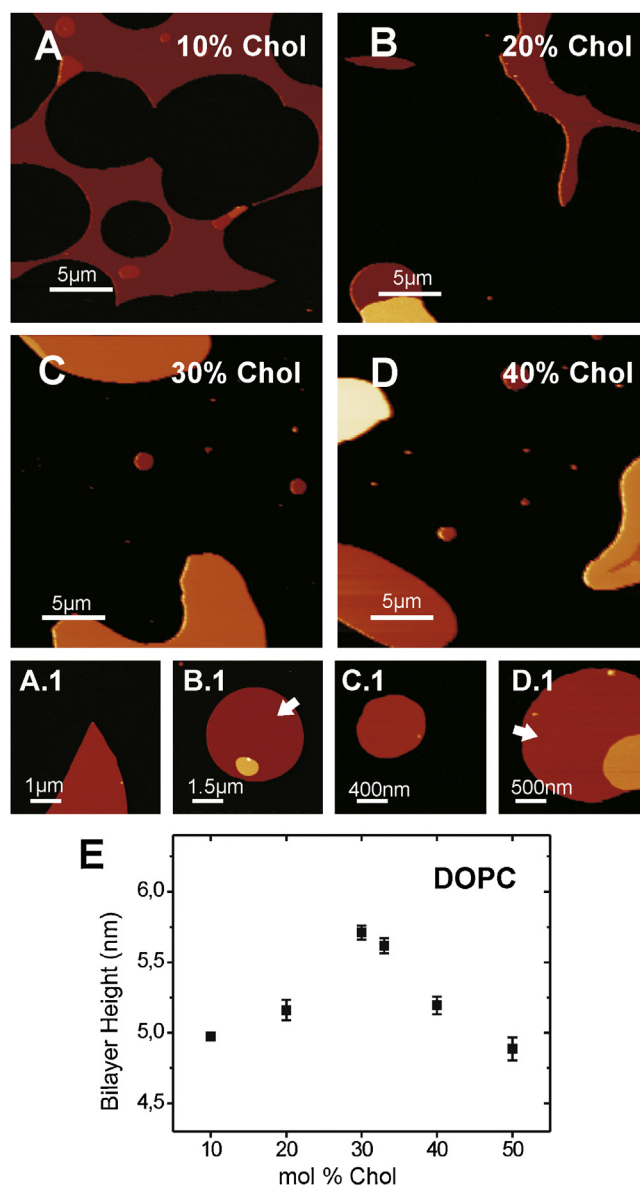 A
10% Chol
5µm
B
20% Chol
5µm
C
30% Chol
5µm
D
40% Chol
5µm
A.1
1µm
B.1
1.5µm
C.1
400nm
D.1
500nm
E
DOPC
Bilayer Height (nm)
6,0
5,5
5,0
4,5
10 20 30 40 50
mol % Chol